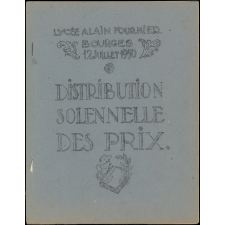 LYCÉE ALAIN FOURNIER
BOURGES
12 JUILLET 1950
DISTRIBUTION
SOLENNELLE
DES PRIX.